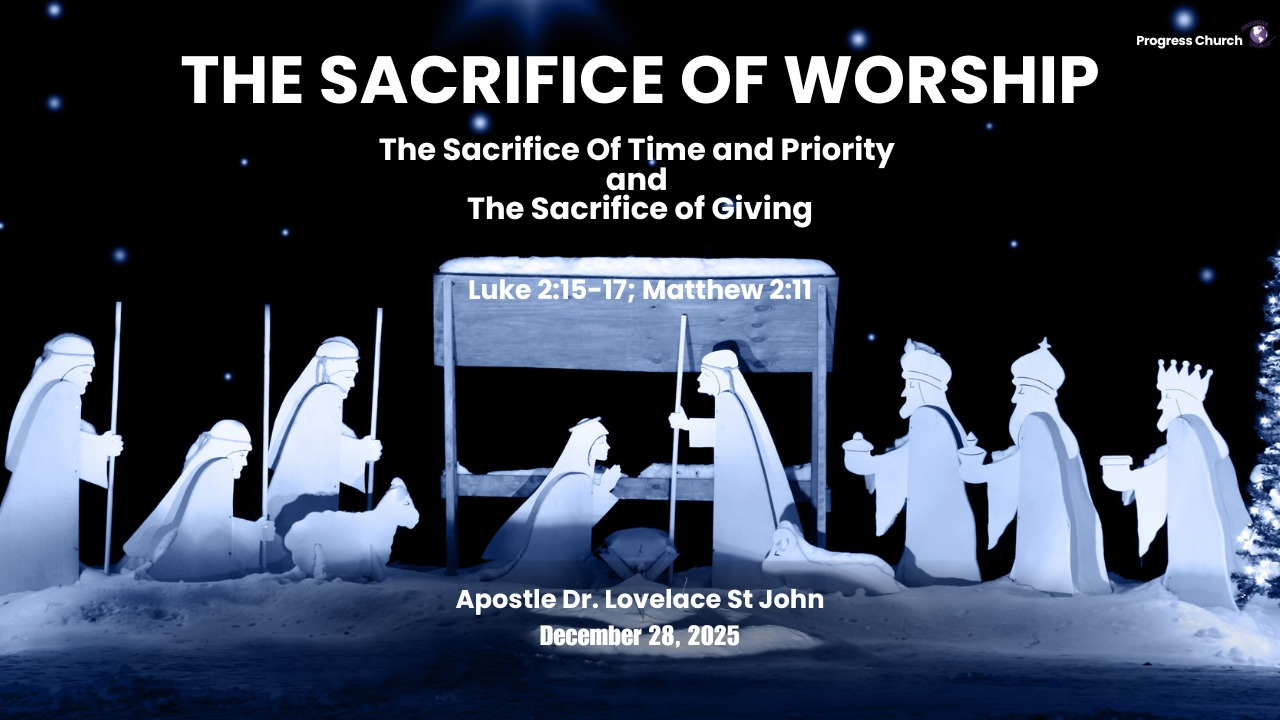 Progress Church
THE SACRIFICE OF WORSHIP
The Sacrifice Of Time and Priority
and
The Sacrifice of Giving
Luke 2:15-17; Matthew 2:11
Apostle Dr. Lovelace St John
December 28, 2025